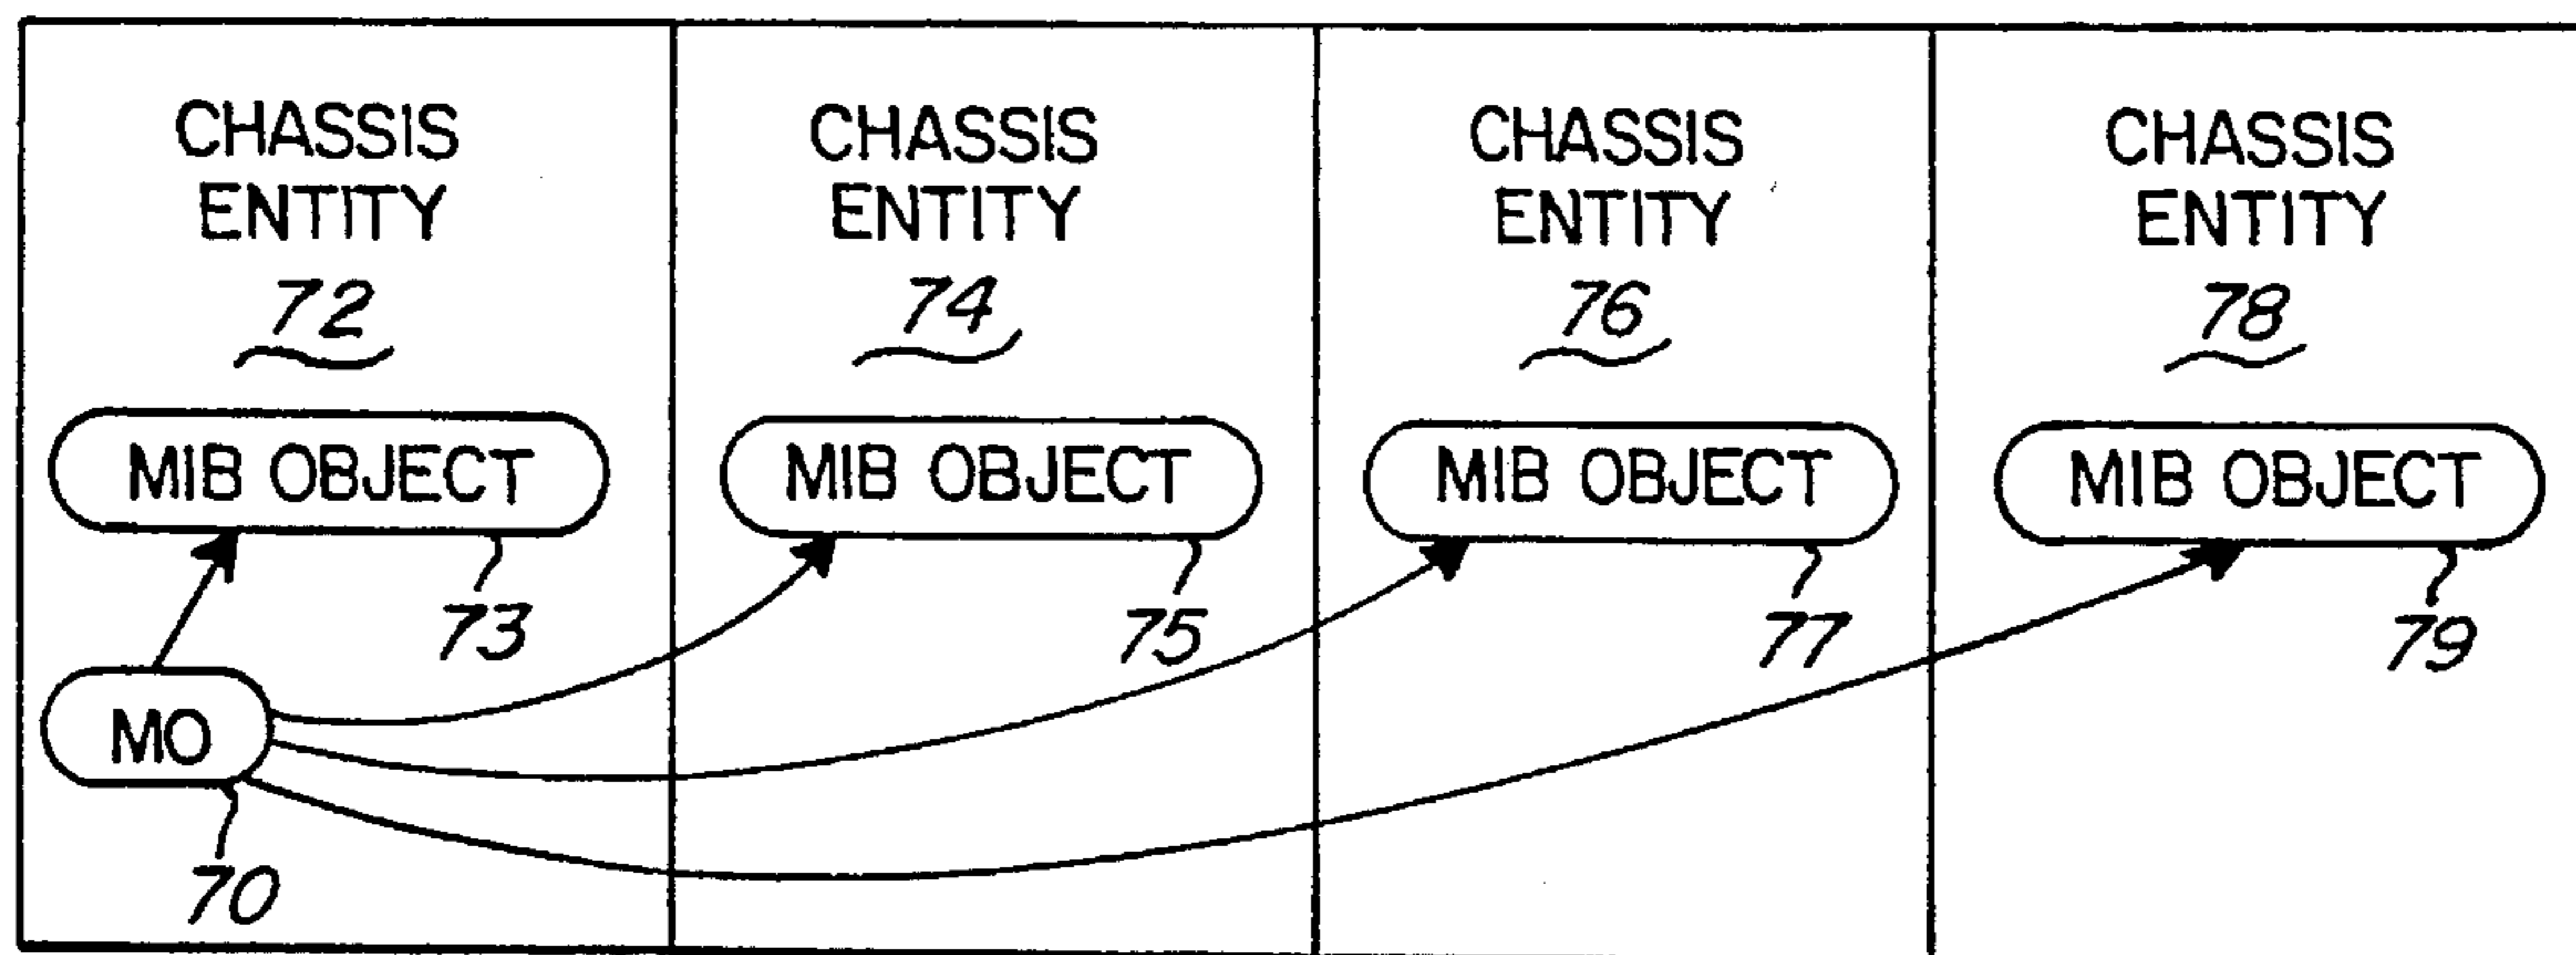 CHASSIS
ENTITY
72
CHASSIS
ENTITY
74
CHASSIS
ENTITY
76
CHASSIS
ENTITY
78
MIB OBJECT
MIB OBJECT
MIB OBJECT
MIB OBJECT
73
75
77
79
MO
70